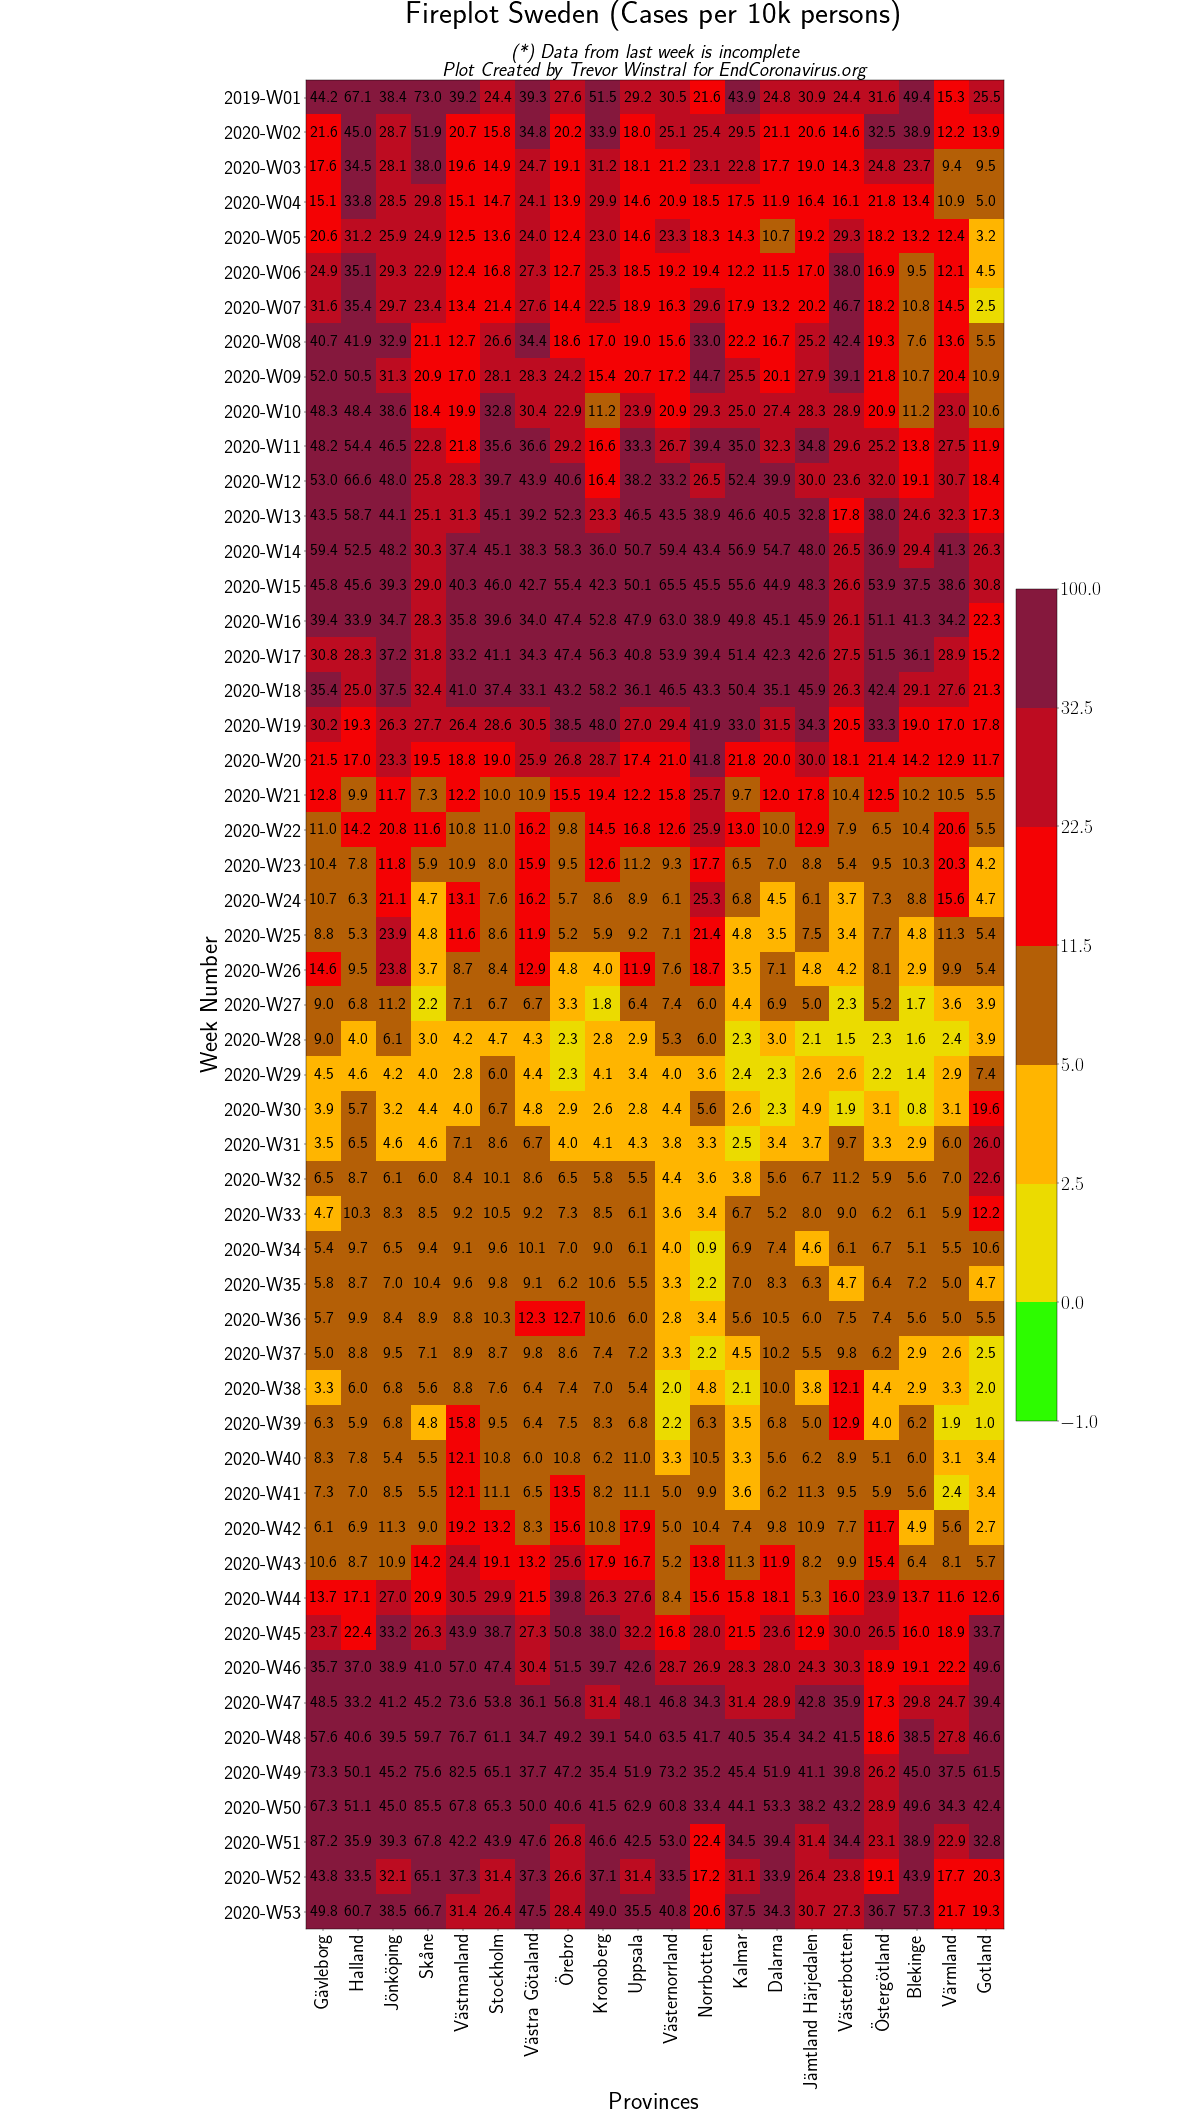 Fireplot Sweden (Cases per 10k persons)
(*) Data from last week is incomplete
Plot Created by Trevor Winstral for EndCoronavirus.org
2019-W01 44.2 67.1 38.4 73.0 39.2 24.4 39.3 27.6 51.5 29.2 30.5 21.6 43.9 24.8 30.9 24.4 31.6 49.4 15.3 25.5
2020-W02 21.6 45.0 28.7 51.9 20.7 15.8 34.8 20.2 33.9 18.0 25.1 25.4 29.5 21.1 20.6 14.6 32.5 38.9 12.2 13.9
2020-W03 17.6 34.5 28.1 38.0 19.6 14.9 24.7 19.1 31.2 18.1 21.2 23.1 22.8 17.7 19.0 14.3 24.8 23.7 9.4 9.5
2020-W04 15.1 33.8 28.5 29.8 15.1 14.7 24.1 13.9 29.9 14.6 20.9 18.5 17.5 11.9 16.4 16.1 21.8 13.4 10.9 5.0
2020-W05 20.6 31.2 25.9 24.9 12.5 13.6 24.0 12.4 23.0 14.6 23.3 18.3 14.3 10.7 19.2 29.3 18.2 13.2 12.4 3.2
2020-W06 24.9 35.1 29.3 22.9 12.4 16.8 27.3 12.7 25.3 18.5 19.2 19.4 12.2 11.5 17.0 38.0 16.9 9.5 12.1 4.5
2020-W07 31.6 35.4 29.7 23.4 13.4 21.4 27.6 14.4 22.5 18.9 16.3 29.6 17.9 13.2 20.2 46.7 18.2 10.8 14.5 2.5
2020-W08 40.7 41.9 32.9 21.1 12.7 26.6 34.4 18.6 17.0 19.0 15.6 33.0 22.2 16.7 25.2 42.4 19.3 7.6 13.6 5.5
2020-W09 52.0 50.5 31.3 20.9 17.0 28.1 28.3 24.2 15.4 20.7 17.2 44.7 25.5 20.1 27.9 39.1 21.8 10.7 20.4 10.9
2020-W10 48.3 48.4 38.6 18.4 19.9 32.8 30.4 22.9 11.2 23.9 20.9 29.3 25.0 27.4 28.3 28.9 20.9 11.2 23.0 10.6
2020-W11 48.2 54.4 46.5 22.8 21.8 35.6 36.6 29.2 16.6 33.3 26.7 39.4 35.0 32.3 34.8 29.6 25.2 13.8 27.5 11.9
2020-W12 53.0 66.6 48.0 25.8 28.3 39.7 43.9 40.6 16.4 38.2 33.2 26.5 52.4 39.9 30.0 23.6 32.0 19.1 30.7 18.4
2020-W13 43.5 58.7 44.1 25.1 31.3 45.1 39.2 52.3 23.3 46.5 43.5 38.9 46.6 40.5 32.8 17.8 38.0 24.6 32.3 17.3
2020-W14 59.4 52.5 48.2 30.3 37.4 45.1 38.3 58.3 36.0 50.7 59.4 43.4 56.9 54.7 48.0 26.5 36.9 29.4 41.3 26.3
2020-W15 45.8 45.6 39.3 29.0 40.3 46.0 42.7 55.4 42.3 50.1 65.5 45.5 55.6 44.9 48.3 26.6 53.9 37.5 38.6 30.8
2020-W16 39.4 33.9 34.7 28.3 35.8 39.6 34.0 47.4 52.8 47.9 63.0 38.9 49.8 45.1 45.9 26.1 51.1 41.3 34.2 22.3
2020-W17 30.8 28.3 37.2 31.8 33.2 41.1 34.3 47.4 56.3 40.8 53.9 39.4 51.4 42.3 42.6 27.5 51.5 36.1 28.9 15.2
2020-W18 35.4 25.0 37.5 32.4 41.0 37.4 33.1 43.2 58.2 36.1 46.5 43.3 50.4 35.1 45.9 26.3 42.4 29.1 27.6 21.3
2020-W19 30.2 19.3 26.3 27.7 26.4 28.6 30.5 38.5 48.0 27.0 29.4 41.9 33.0 31.5 34.3 20.5 33.3 19.0 17.0 17.8
2020-W20 21.5 17.0 23.3 19.5 18.8 19.0 25.9 26.8 28.7 17.4 21.0 41.8 21.8 20.0 30.0 18.1 21.4 14.2 12.9 11.7
2020-W21 12.8 9.9 11.7 7.3 12.2 10.0 10.9 15.5 19.4 12.2 15.8 25.7 9.7 12.0 17.8 10.4 12.5 10.2 10.5 5.5
2020-W22 11.0 14.2 20.8 11.6 10.8 11.0 16.2 9.8 14.5 16.8 12.6 25.9 13.0 10.0 12.9 7.9 6.5 10.4 20.6 5.5
2020-W23 10.4 7.8 11.8 5.9 10.9 8.0 15.9 9.5 12.6 11.2 9.3 17.7 6.5 7.0 8.8 5.4 9.5 10.3 20.3 4.2
2020-W24 10.7 6.3 21.1 4.7 13.1 7.6 16.2 5.7 8.6 8.9 6.1 25.3 6.8 4.5 6.1 3.7 7.3 8.8 15.6 4.7
2020-W25 8.8 5.3 23.9 4.8 11.6 8.6 11.9 5.2 5.9 9.2 7.1 21.4 4.8 3.5 7.5 3.4 7.7 4.8 11.3 5.4
2020-W26 14.6 9.5 23.8 3.7 8.7 8.4 12.9 4.8 4.0 11.9 7.6 18.7 3.5 7.1 4.8 4.2 8.1 2.9 9.9 5.4
2020-W27 9.0 6.8 11.2 2.2 7.1 6.7 6.7 3.3 1.8 6.4 7.4 6.0 4.4 6.9 5.0 2.3 5.2 1.7 3.6 3.9
2020-W28 9.0 4.0 6.1 3.0 4.2 4.7 4.3 2.3 2.8 2.9 5.3 6.0 2.3 3.0 2.1 1.5 2.3 1.6 2.4 3.9
2020-W29 4.5 4.6 4.2 4.0 2.8 6.0 4.4 2.3 4.1 3.4 4.0 3.6 2.4 2.3 2.6 2.6 2.2 1.4 2.9 7.4
2020-W30 3.9 5.7 3.2 4.4 4.0 6.7 4.8 2.9 2.6 2.8 4.4 5.6 2.6 2.3 4.9 1.9 3.1 0.8 3.1 19.6
2020-W31 3.5 6.5 4.6 4.6 7.1 8.6 6.7 4.0 4.1 4.3 3.8 3.3 2.5 3.4 3.7 9.7 3.3 2.9 6.0 26.0
2020-W32 6.5 8.7 6.1 6.0 8.4 10.1 8.6 6.5 5.8 5.5 4.4 3.6 3.8 5.6 6.7 11.2 5.9 5.6 7.0 22.6
2020-W33 4.7 10.3 8.3 8.5 9.2 10.5 9.2 7.3 8.5 6.1 3.6 3.4 6.7 5.2 8.0 9.0 6.2 6.1 5.9 12.2
2020-W34 5.4 9.7 6.5 9.4 9.1 9.6 10.1 7.0 9.0 6.1 4.0 0.9 6.9 7.4 4.6 6.1 6.7 5.1 5.5 10.6
2020-W35 5.8 8.7 7.0 10.4 9.6 9.8 9.1 6.2 10.6 5.5 3.3 2.2 7.0 8.3 6.3 4.7 6.4 7.2 5.0 4.7
2020-W36 5.7 9.9 8.4 8.9 8.8 10.3 12.3 12.7 10.6 6.0 2.8 3.4 5.6 10.5 6.0 7.5 7.4 5.6 5.0 5.5
2020-W37 5.0 8.8 9.5 7.1 8.9 8.7 9.8 8.6 7.4 7.2 3.3 2.2 4.5 10.2 5.5 9.8 6.2 2.9 2.6 2.5
2020-W38 3.3 6.0 6.8 5.6 8.8 7.6 6.4 7.4 7.0 5.4 2.0 4.8 2.1 10.0 3.8 12.1 4.4 2.9 3.3 2.0
2020-W39 6.3 5.9 6.8 4.8 15.8 9.5 6.4 7.5 8.3 6.8 2.2 6.3 3.5 6.8 5.0 12.9 4.0 6.2 1.9 1.0
2020-W40 8.3 7.8 5.4 5.5 12.1 10.8 6.0 10.8 6.2 11.0 3.3 10.5 3.3 5.6 6.2 8.9 5.1 6.0 3.1 3.4
2020-W41 7.3 7.0 8.5 5.5 12.1 11.1 6.5 13.5 8.2 11.1 5.0 9.9 3.6 6.2 11.3 9.5 5.9 5.6 2.4 3.4
2020-W42 6.1 6.9 11.3 9.0 19.2 13.2 8.3 15.6 10.8 17.9 5.0 10.4 7.4 9.8 10.9 7.7 11.7 4.9 5.6 2.7
2020-W43 10.6 8.7 10.9 14.2 24.4 19.1 13.2 25.6 17.9 16.7 5.2 13.8 11.3 11.9 8.2 9.9 15.4 6.4 8.1 5.7
2020-W44 13.7 17.1 27.0 20.9 30.5 29.9 21.5 39.8 26.3 27.6 8.4 15.6 15.8 18.1 5.3 16.0 23.9 13.7 11.6 12.6
2020-W45 23.7 22.4 33.2 26.3 43.9 38.7 27.3 50.8 38.0 32.2 16.8 28.0 21.5 23.6 12.9 30.0 26.5 16.0 18.9 33.7
2020-W46 35.7 37.0 38.9 41.0 57.0 47.4 30.4 51.5 39.7 42.6 28.7 26.9 28.3 28.0 24.3 30.3 18.9 19.1 22.2 49.6
2020-W47 48.5 33.2 41.2 45.2 73.6 53.8 36.1 56.8 31.4 48.1 46.8 34.3 31.4 28.9 42.8 35.9 17.3 29.8 24.7 39.4
2020-W48 57.6 40.6 39.5 59.7 76.7 61.1 34.7 49.2 39.1 54.0 63.5 41.7 40.5 35.4 34.2 41.5 18.6 38.5 27.8 46.6
2020-W49 73.3 50.1 45.2 75.6 82.5 65.1 37.7 47.2 35.4 51.9 73.2 35.2 45.4 51.9 41.1 39.8 26.2 45.0 37.5 61.5
2020-W50 67.3 51.1 45.0 85.5 67.8 65.3 50.0 40.6 41.5 62.9 60.8 33.4 44.1 53.3 38.2 43.2 28.9 49.6 34.3 42.4
2020-W51 87.2 35.9 39.3 67.8 42.2 43.9 47.6 26.8 46.6 42.5 53.0 22.4 34.5 39.4 31.4 34.4 23.1 38.9 22.9 32.8
2020-W52 43.8 33.5 32.1 65.1 37.3 31.4 37.3 26.6 37.1 31.4 33.5 17.2 31.1 33.9 26.4 23.8 19.1 43.9 17.7 20.3
2020-W53 49.8 60.7 38.5 66.7 31.4 26.4 47.5 28.4 49.0 35.5 40.8 20.6 37.5 34.3 30.7 27.3 36.7 57.3 21.7 19.3
Week Number
Gävleborg
Halland
Jönköping
Skåne
Västmanland
Stockholm
Västra Götaland
Örebro
Kronoberg
Uppsala
Västernorrland
Norrbotten
Kalmar
Dalarna
Jämtland Härjedalen
Västerbotten
Östergötland
Blekinge
Värmland
Gotland
Provinces
100.0
32.5
22.5
11.5
5.0
2.5
0.0
−1.0